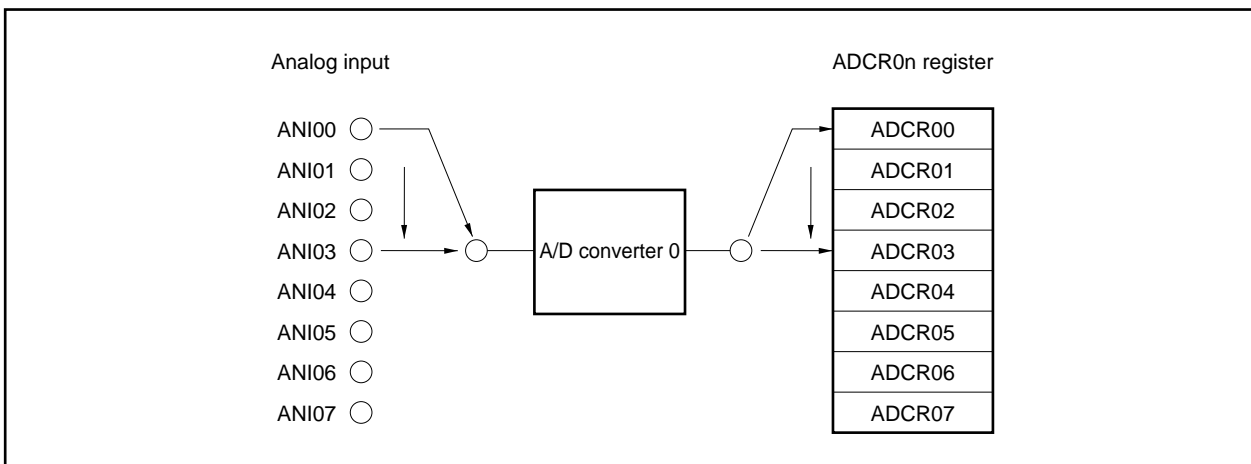 Analog input
ADCR0n register
ANI00
ANI01
ANI02
ANI03
ANI04
ANI05
ANI06
ANI07
A/D converter 0
ADCR00
ADCR01
ADCR02
ADCR03
ADCR04
ADCR05
ADCR06
ADCR07